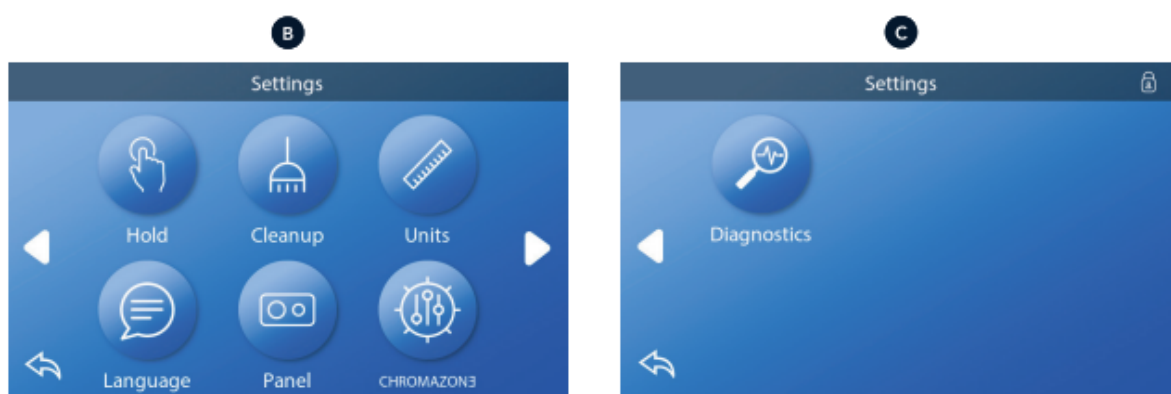 B
C
Settings
Settings
Hold
Cleanup
Units
Diagnostics
Language
Panel
CHROMAZON3